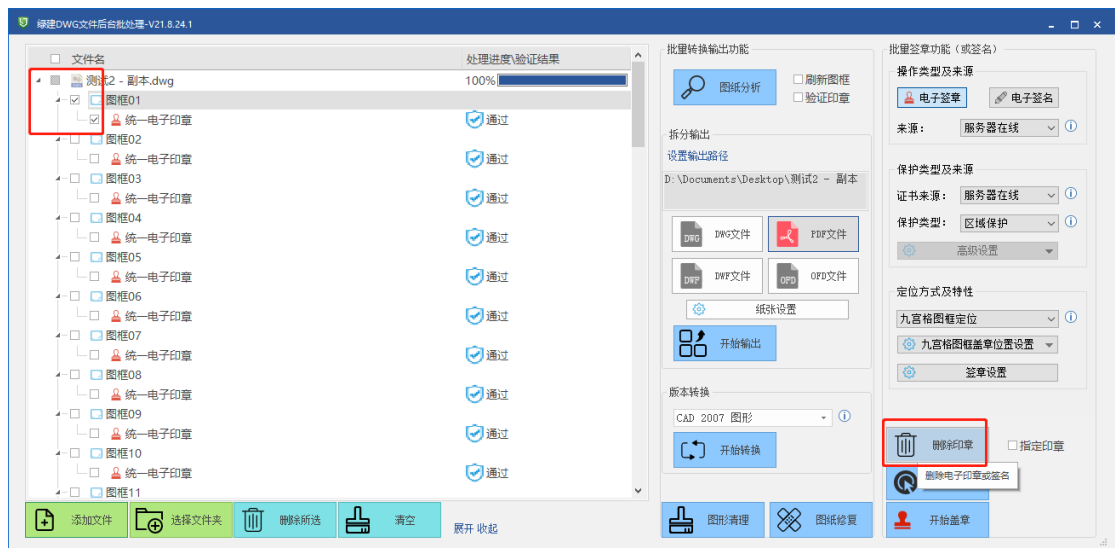 绿建DWG文件后台批处理-V21.8.24.1
文件名 处理进度\验证结果
测试2 - 副本.dwg 100%
图框01
统一电子印章 通过
图框02
统一电子印章 通过
图框03
统一电子印章 通过
图框04
统一电子印章 通过
图框05
统一电子印章 通过
图框06
统一电子印章 通过
图框07
统一电子印章 通过
图框08
统一电子印章 通过
图框09
统一电子印章 通过
图框10
统一电子印章 通过
图框11
添加文件 选择文件夹 删除所选 清空 展开 收起
批量转换输出功能
图纸分析
刷新图框
验证印章
拆分输出
设置输出路径
D:\Documents\Desktop\测试2 - 副本
DWG DWG文件 PDF文件
DWF DWF文件 OFD OFD文件
纸张设置
开始输出
版本转换
CAD 2007 图形
开始转换
图形清理 图纸修复
批量签章功能（或签名）
操作类型及来源
电子签章 电子签名
来源： 服务器在线
保护类型及来源
证书来源： 服务器在线
保护类型： 区域保护
高级设置
定位方式及特性
九宫格图框定位
九宫格图框盖章位置设置
签章设置
删除印章 指定印章
删除电子印章或签名
开始盖章